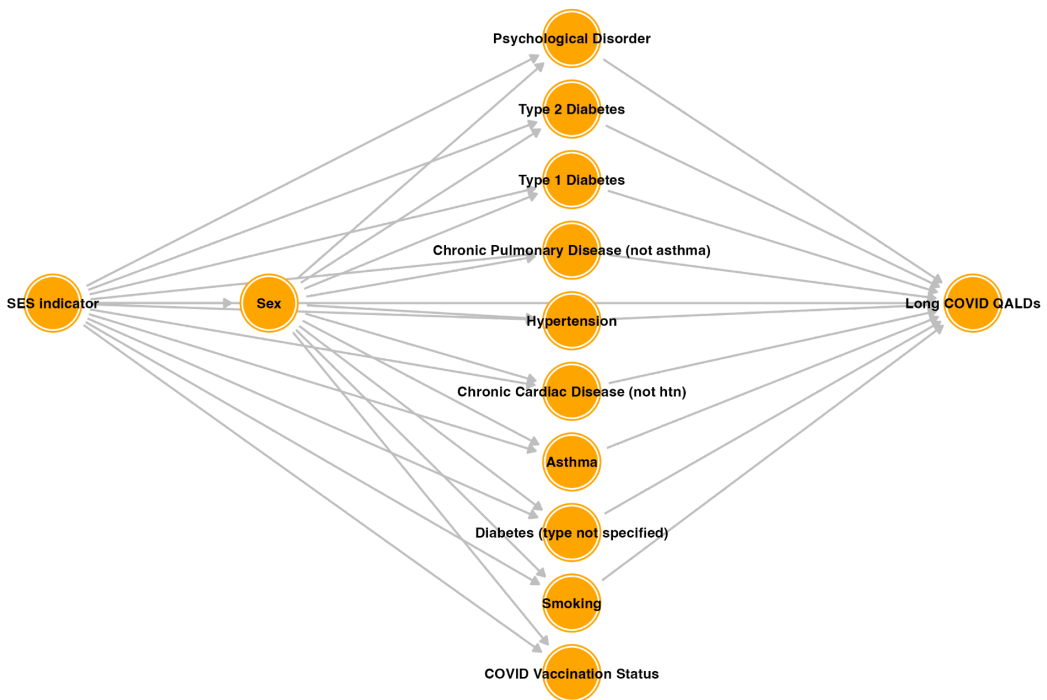 Psychological Disorder
Type 2 Diabetes
Type 1 Diabetes
Chronic Pulmonary Disease (not asthma)
SES indicator
Sex
Long COVID QALDs
Hypertension
Chronic Cardiac Disease (not htn)
Asthma
Diabetes (type not specified)
Smoking
COVID Vaccination Status